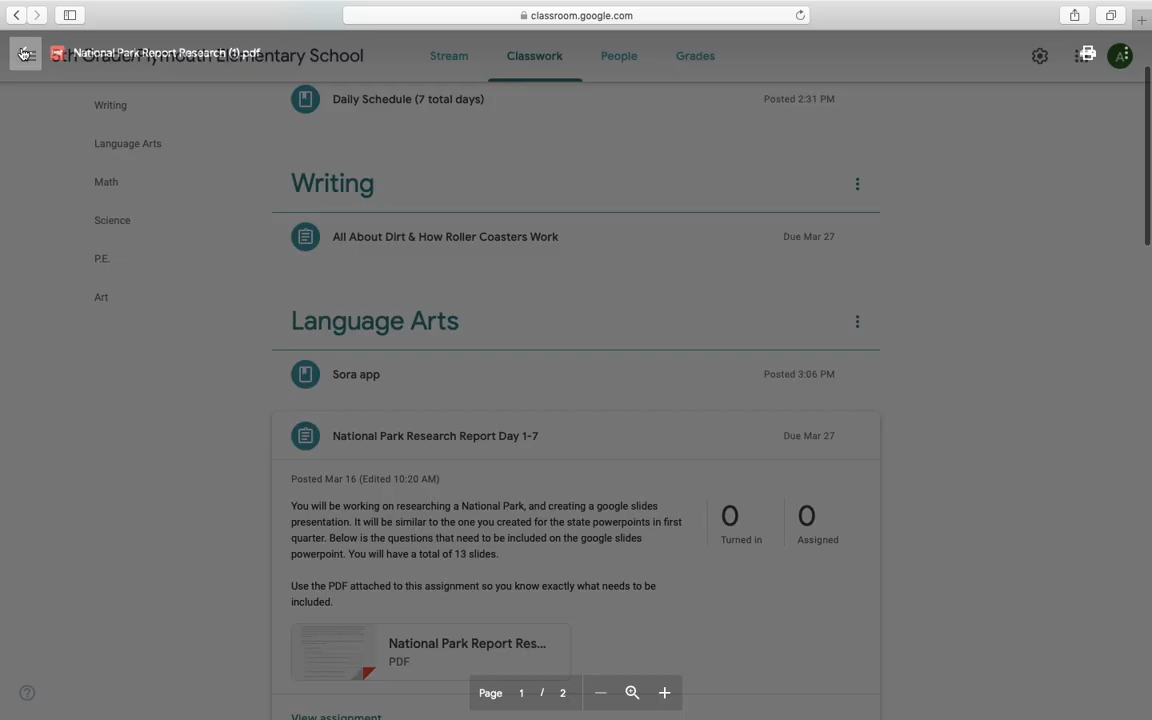 classroom.google.com
National Park Report Research (1).pdf
5th Grade/Plymouth Elementary School
Stream
Classwork
People
Grades
A
Writing
Language Arts
Math
Science
P.E.
Art
Daily Schedule (7 total days)
Posted 2:31 PM
Writing
All About Dirt & How Roller Coasters Work
Due Mar 27
Language Arts
Sora app
Posted 3:06 PM
National Park Research Report Day 1-7
Due Mar 27
Posted Mar 16 (Edited 10:20 AM)
You will be working on researching a National Park, and creating a google slides
presentation. It will be similar to the one you created for the state powerpoints in first
quarter. Below is the questions that need to be included on the google slides
powerpoint. You will have a total of 13 slides.
0
Turned in
0
Assigned
Use the PDF attached to this assignment so you know exactly what needs to be
included.
National Park Report Res...
PDF
Page 1 / 2
View assignment